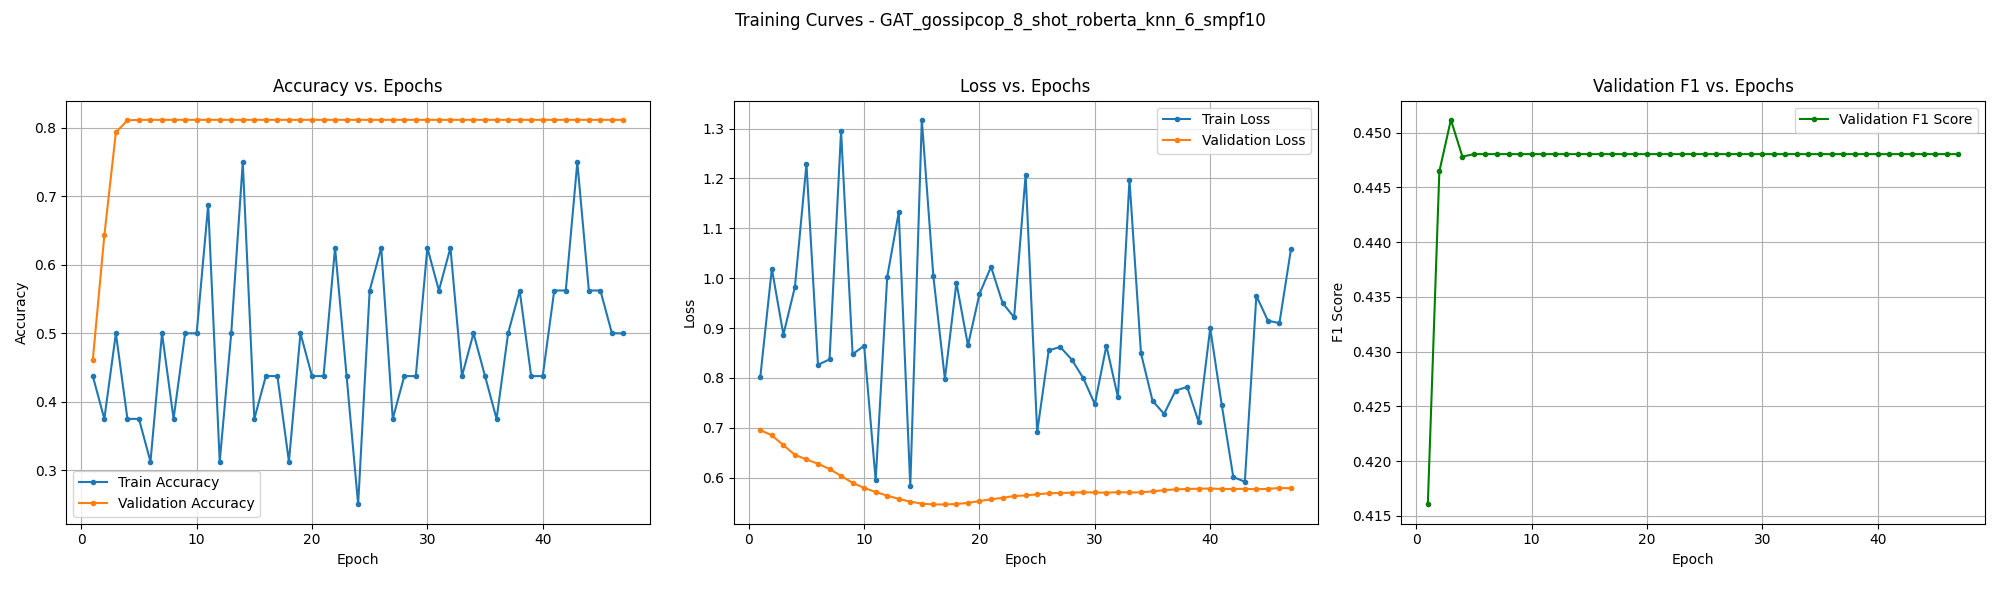 Training Curves - GAT_gossipcop_8_shot_roberta_knn_6_smpf10
Accuracy vs. Epochs
0.8
0.7
0.6
0.5
0.4
0.3
Accuracy
Train Accuracy
Validation Accuracy
0 10 20 30 40
Epoch
Loss vs. Epochs
1.3
1.2
1.1
1.0
0.9
0.8
0.7
0.6
Loss
Train Loss
Validation Loss
0 10 20 30 40
Epoch
Validation F1 vs. Epochs
0.450
0.445
0.440
0.435
0.430
0.425
0.420
0.415
F1 Score
Validation F1 Score
0 10 20 30 40
Epoch